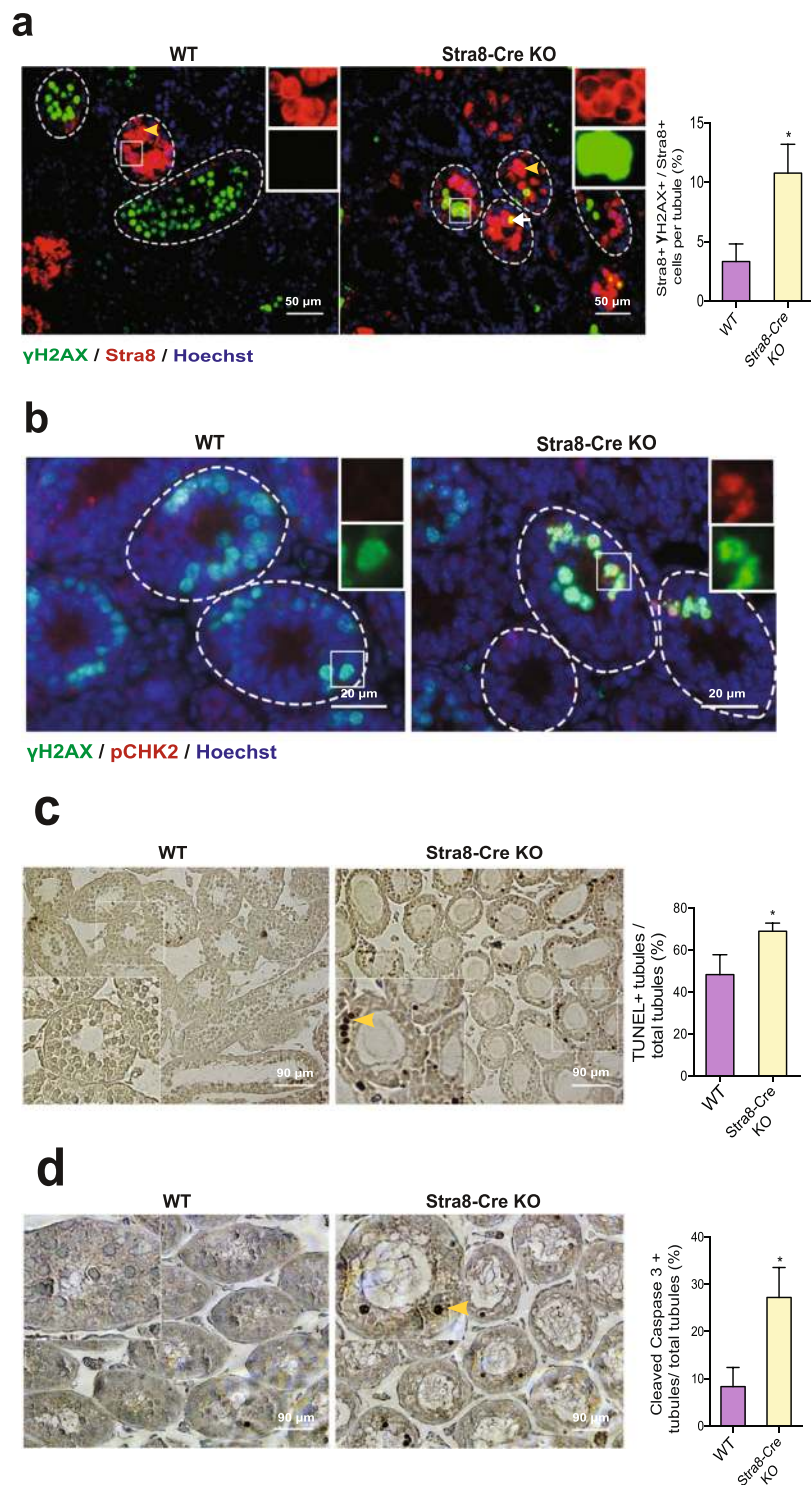 a
WT
Stra8-Cre KO
50 µm
50 µm
γH2AX / Stra8 / Hoechst
Stra8+ γH2AX+ / Stra8+
cells per tubule (%)
15
10
5
0
*
WT
Stra8-Cre
KO
b
WT
Stra8-Cre KO
20 µm
20 µm
γH2AX / pCHK2 / Hoechst
c
WT
Stra8-Cre KO
90 µm
90 µm
TUNEL+ tubules /
total tubules (%)
80
60
40
20
0
*
WT
Stra8-Cre
KO
d
WT
Stra8-Cre KO
90 µm
90 µm
Cleaved Caspase 3 +
tubules/ total tubules (%)
40
30
20
10
0
*
WT
Stra8-Cre
KO